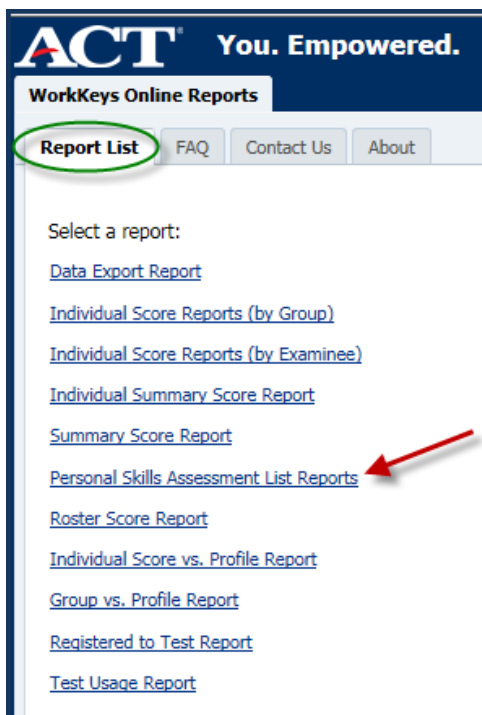 ACT® You. Empowered.
WorkKeys Online Reports
Report List FAQ Contact Us About
Select a report:
Data Export Report
Individual Score Reports (by Group)
Individual Score Reports (by Examinee)
Individual Summary Score Report
Summary Score Report
Personal Skills Assessment List Reports
Roster Score Report
Individual Score vs. Profile Report
Group vs. Profile Report
Registered to Test Report
Test Usage Report